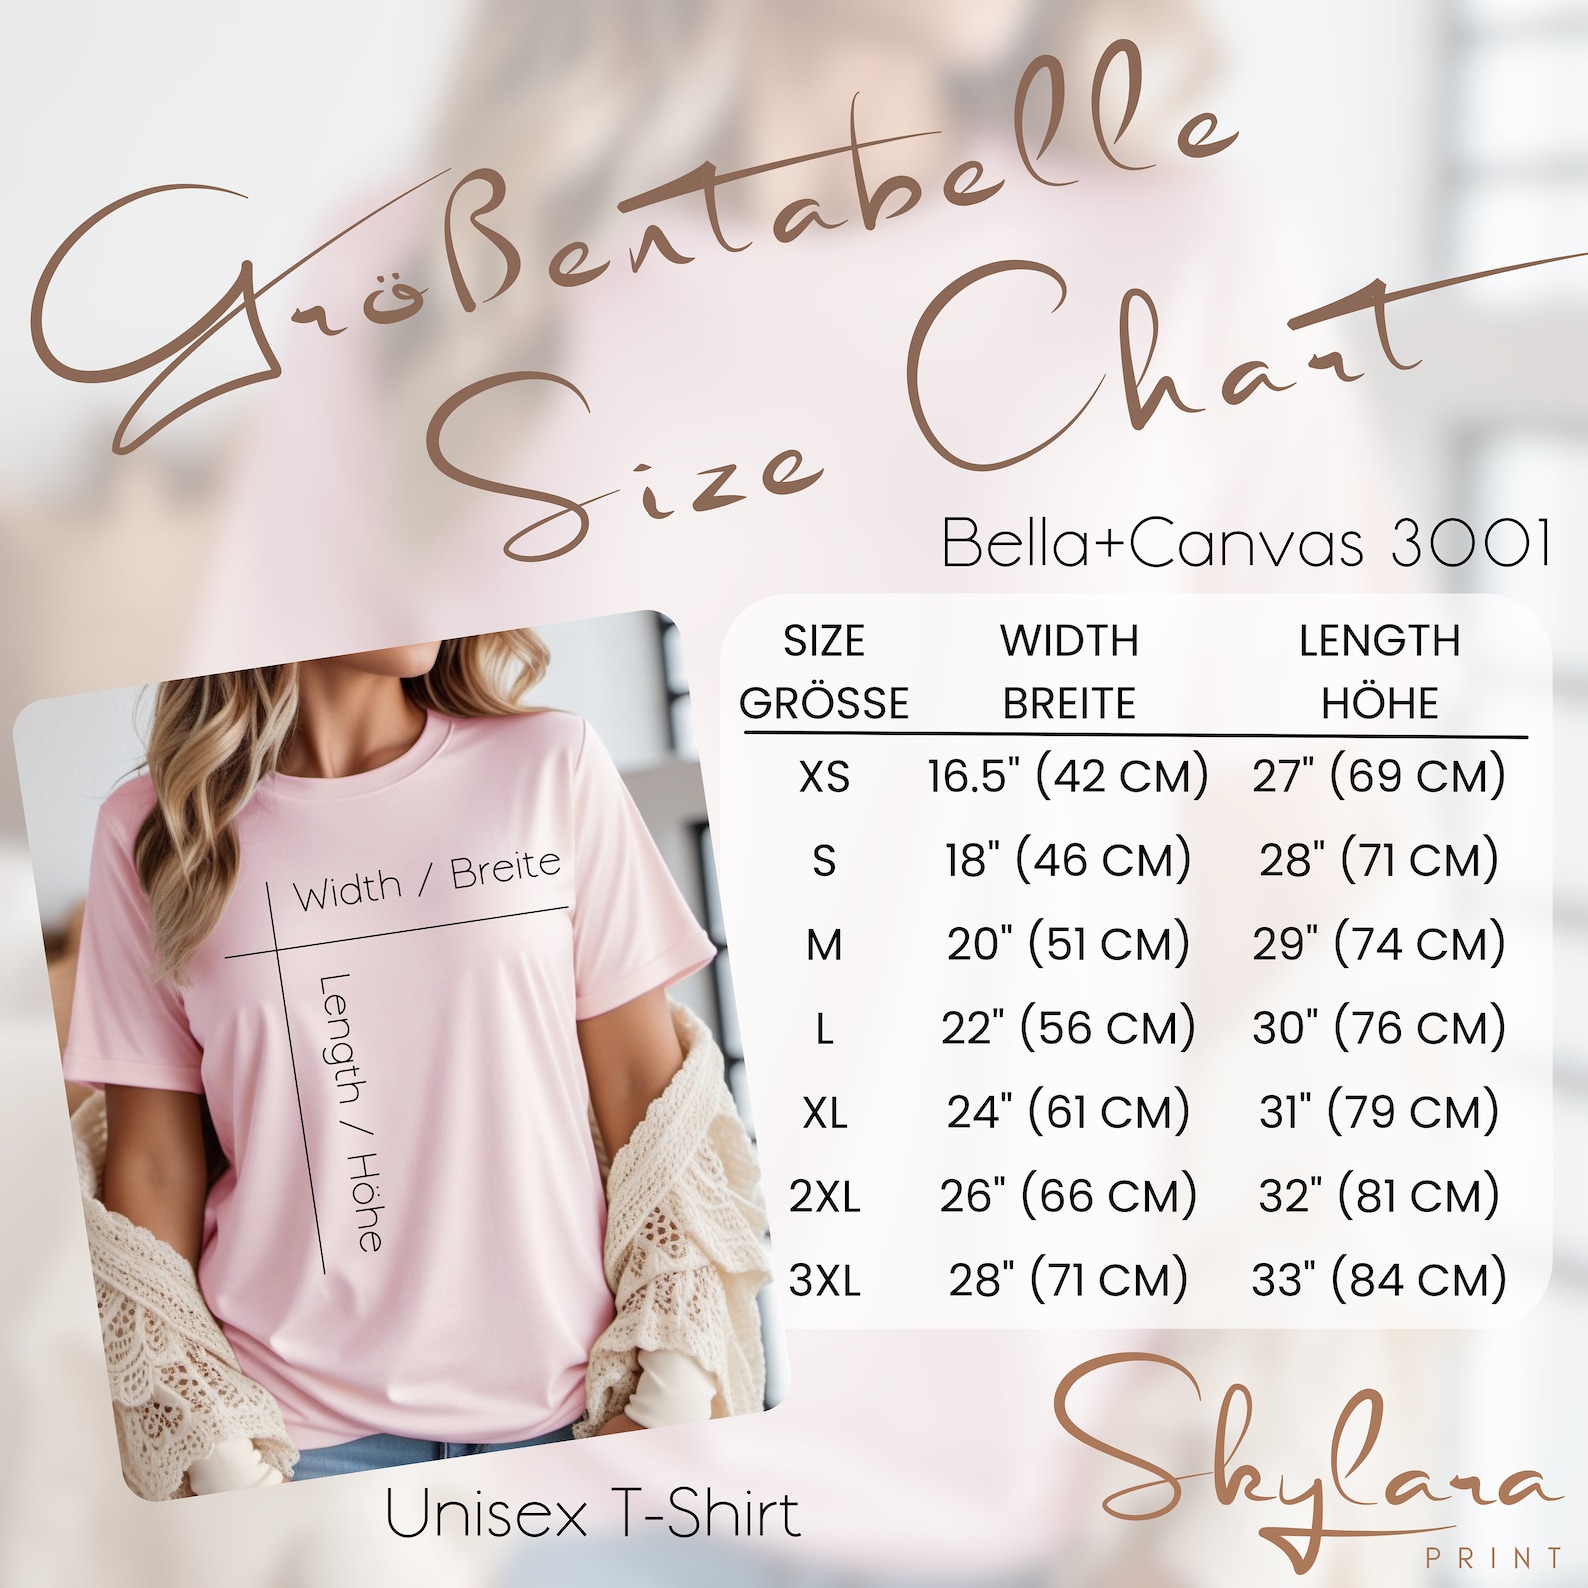 Größentabelle
Size Chart
Bella+Canvas 3001
SIZE WIDTH LENGTH
GRÖSSE BREITE HÖHE
XS 16.5" (42 CM) 27" (69 CM)
S 18" (46 CM) 28" (71 CM)
M 20" (51 CM) 29" (74 CM)
L 22" (56 CM) 30" (76 CM)
XL 24" (61 CM) 31" (79 CM)
2XL 26" (66 CM) 32" (81 CM)
3XL 28" (71 CM) 33" (84 CM)
Width / Breite
Length / Höhe
Unisex T-Shirt
Skylara
PRINT